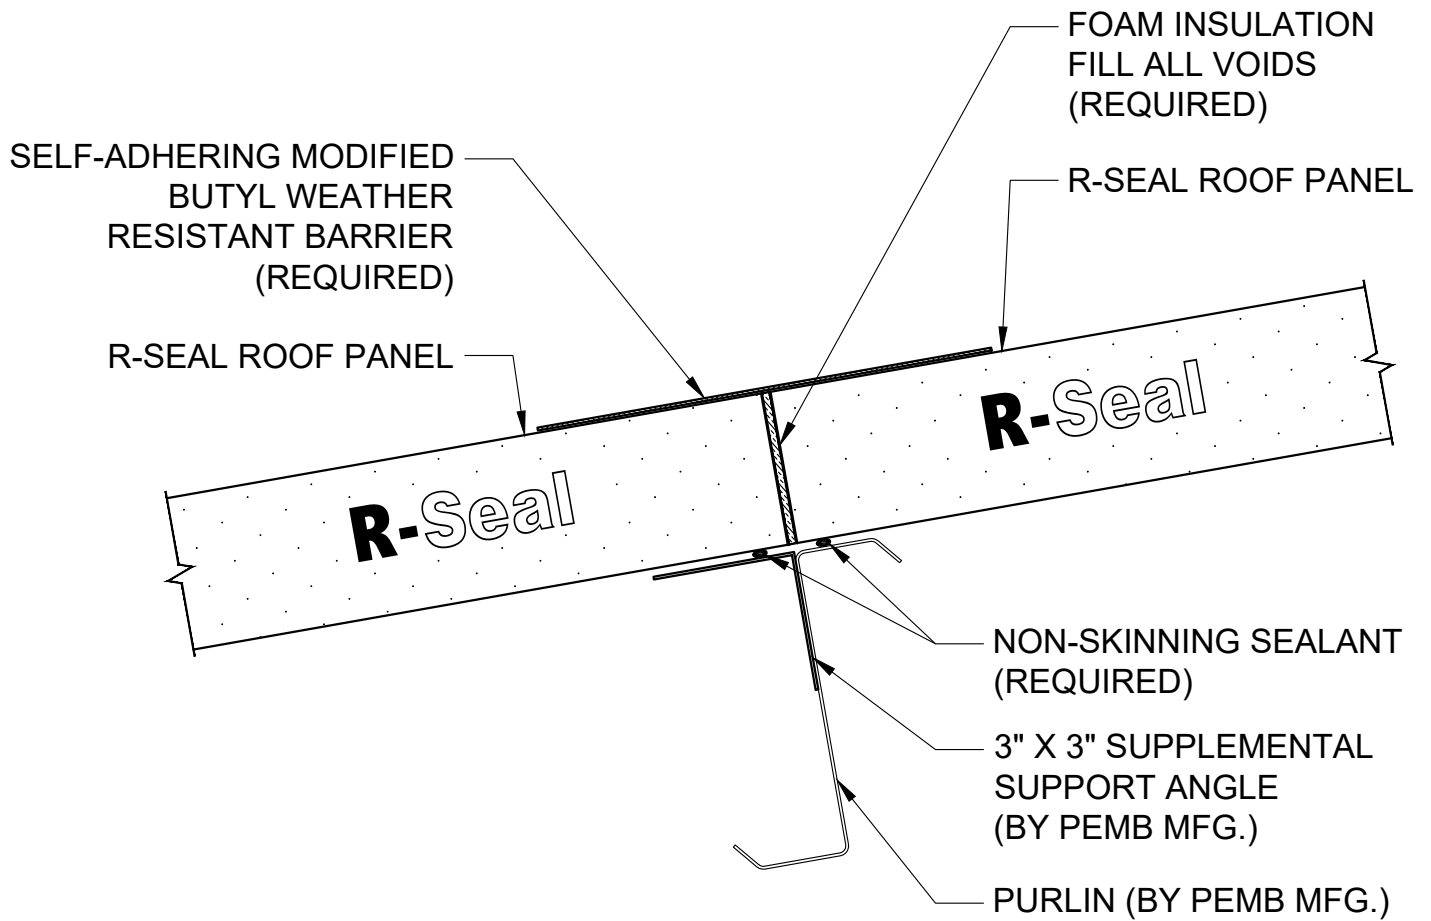 FOAM INSULATION
FILL ALL VOIDS
(REQUIRED)
SELF-ADHERING MODIFIED
BUTYL WEATHER
RESISTANT BARRIER
(REQUIRED)
R-SEAL ROOF PANEL
R-SEAL ROOF PANEL
R-Seal
R-Seal
NON-SKINNING SEALANT
(REQUIRED)
3" X 3" SUPPLEMENTAL
SUPPORT ANGLE
(BY PEMB MFG.)
PURLIN (BY PEMB MFG.)